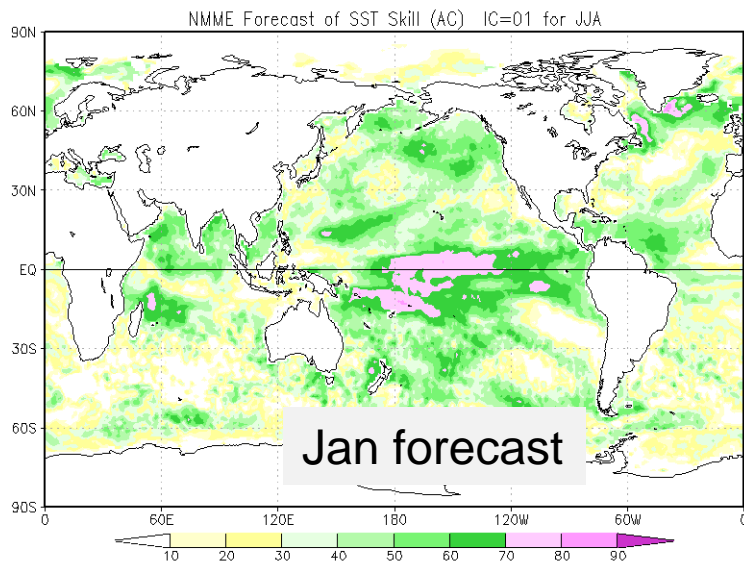 NMME Forecast of SST Skill (AC) IC=01 for JJA
90N
60N
30N
EQ
30S
60S
90S
Jan forecast
0 60E 120E 180 120W 60W 0
10 20 30 40 50 60 70 80 90